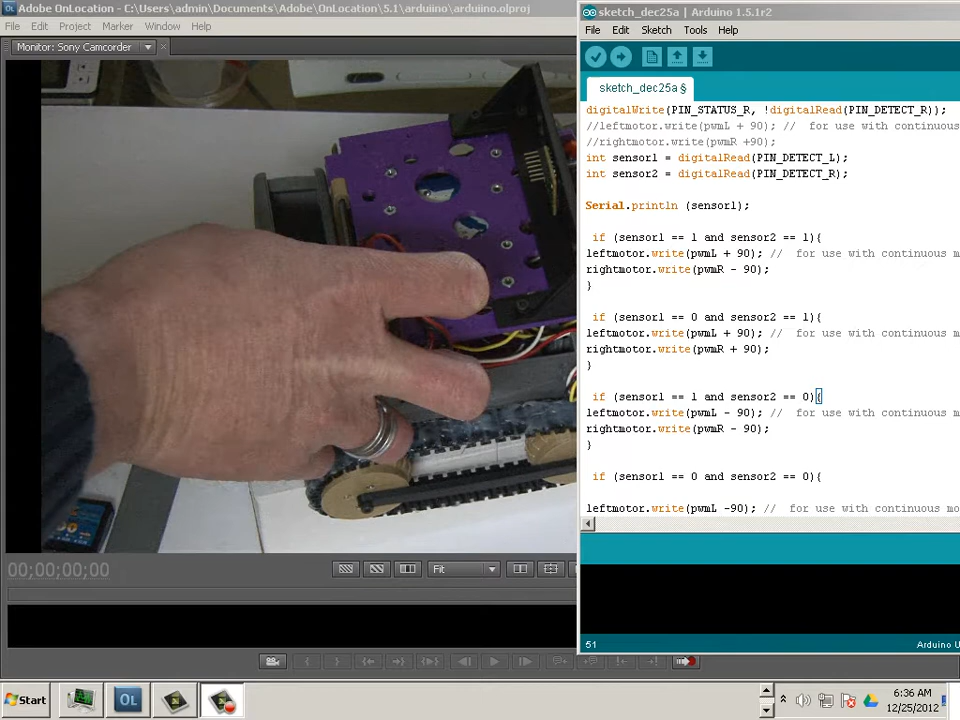 Adobe OnLocation - C:\Users\admin\Documents\Adobe\OnLocation\5.1\arduiino\arduiino.olproj
File Edit Project Marker Window Help
Monitor: Sony Camcorder
00;00;00;00
Fit
sketch_dec25a | Arduino 1.5.1r2
File Edit Sketch Tools Help
sketch_dec25a §
digitalWrite(PIN_STATUS_R, !digitalRead(PIN_DETECT_R));
//leftmotor.write(pwmL + 90); // for use with continuous
//rightmotor.write(pwmR +90);
int sensor1 = digitalRead(PIN_DETECT_L);
int sensor2 = digitalRead(PIN_DETECT_R);
Serial.println (sensor1);
if (sensor1 == 1 and sensor2 == 1){
leftmotor.write(pwmL + 90); // for use with continuous m
rightmotor.write(pwmR - 90);
}
if (sensor1 == 0 and sensor2 == 1){
leftmotor.write(pwmL + 90); // for use with continuous m
rightmotor.write(pwmR + 90);
}
if (sensor1 == 1 and sensor2 == 0){
leftmotor.write(pwmL - 90); // for use with continuous m
rightmotor.write(pwmR - 90);
}
if (sensor1 == 0 and sensor2 == 0){
leftmotor.write(pwmL -90); // for use with continuous mo
51
Arduino U
Start
OL
6:36 AM
12/25/2012